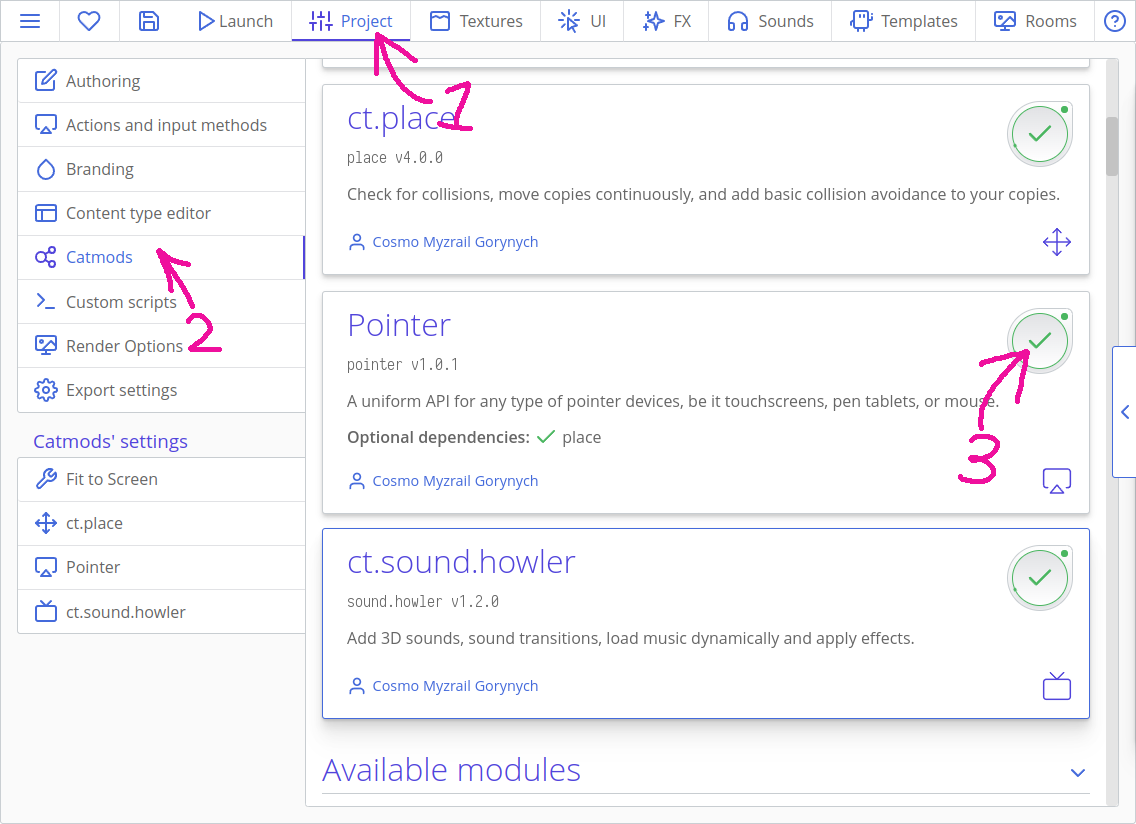 Launch
Project
Textures
UI
FX
Sounds
Templates
Rooms
1
Authoring
Actions and input methods
Branding
Content type editor
Catmods
Custom scripts
Render Options
2
Export settings
Catmods' settings
Fit to Screen
ct.place
Pointer
ct.sound.howler
ct.place
place v4.0.0
Check for collisions, move copies continuously, and add basic collision avoidance to your copies.
Cosmo Myzrail Gorynych
Pointer
pointer v1.0.1
A uniform API for any type of pointer devices, be it touchscreens, pen tablets, or mouse.
Optional dependencies: place
3
Cosmo Myzrail Gorynych
ct.sound.howler
sound.howler v1.2.0
Add 3D sounds, sound transitions, load music dynamically and apply effects.
Cosmo Myzrail Gorynych
Available modules